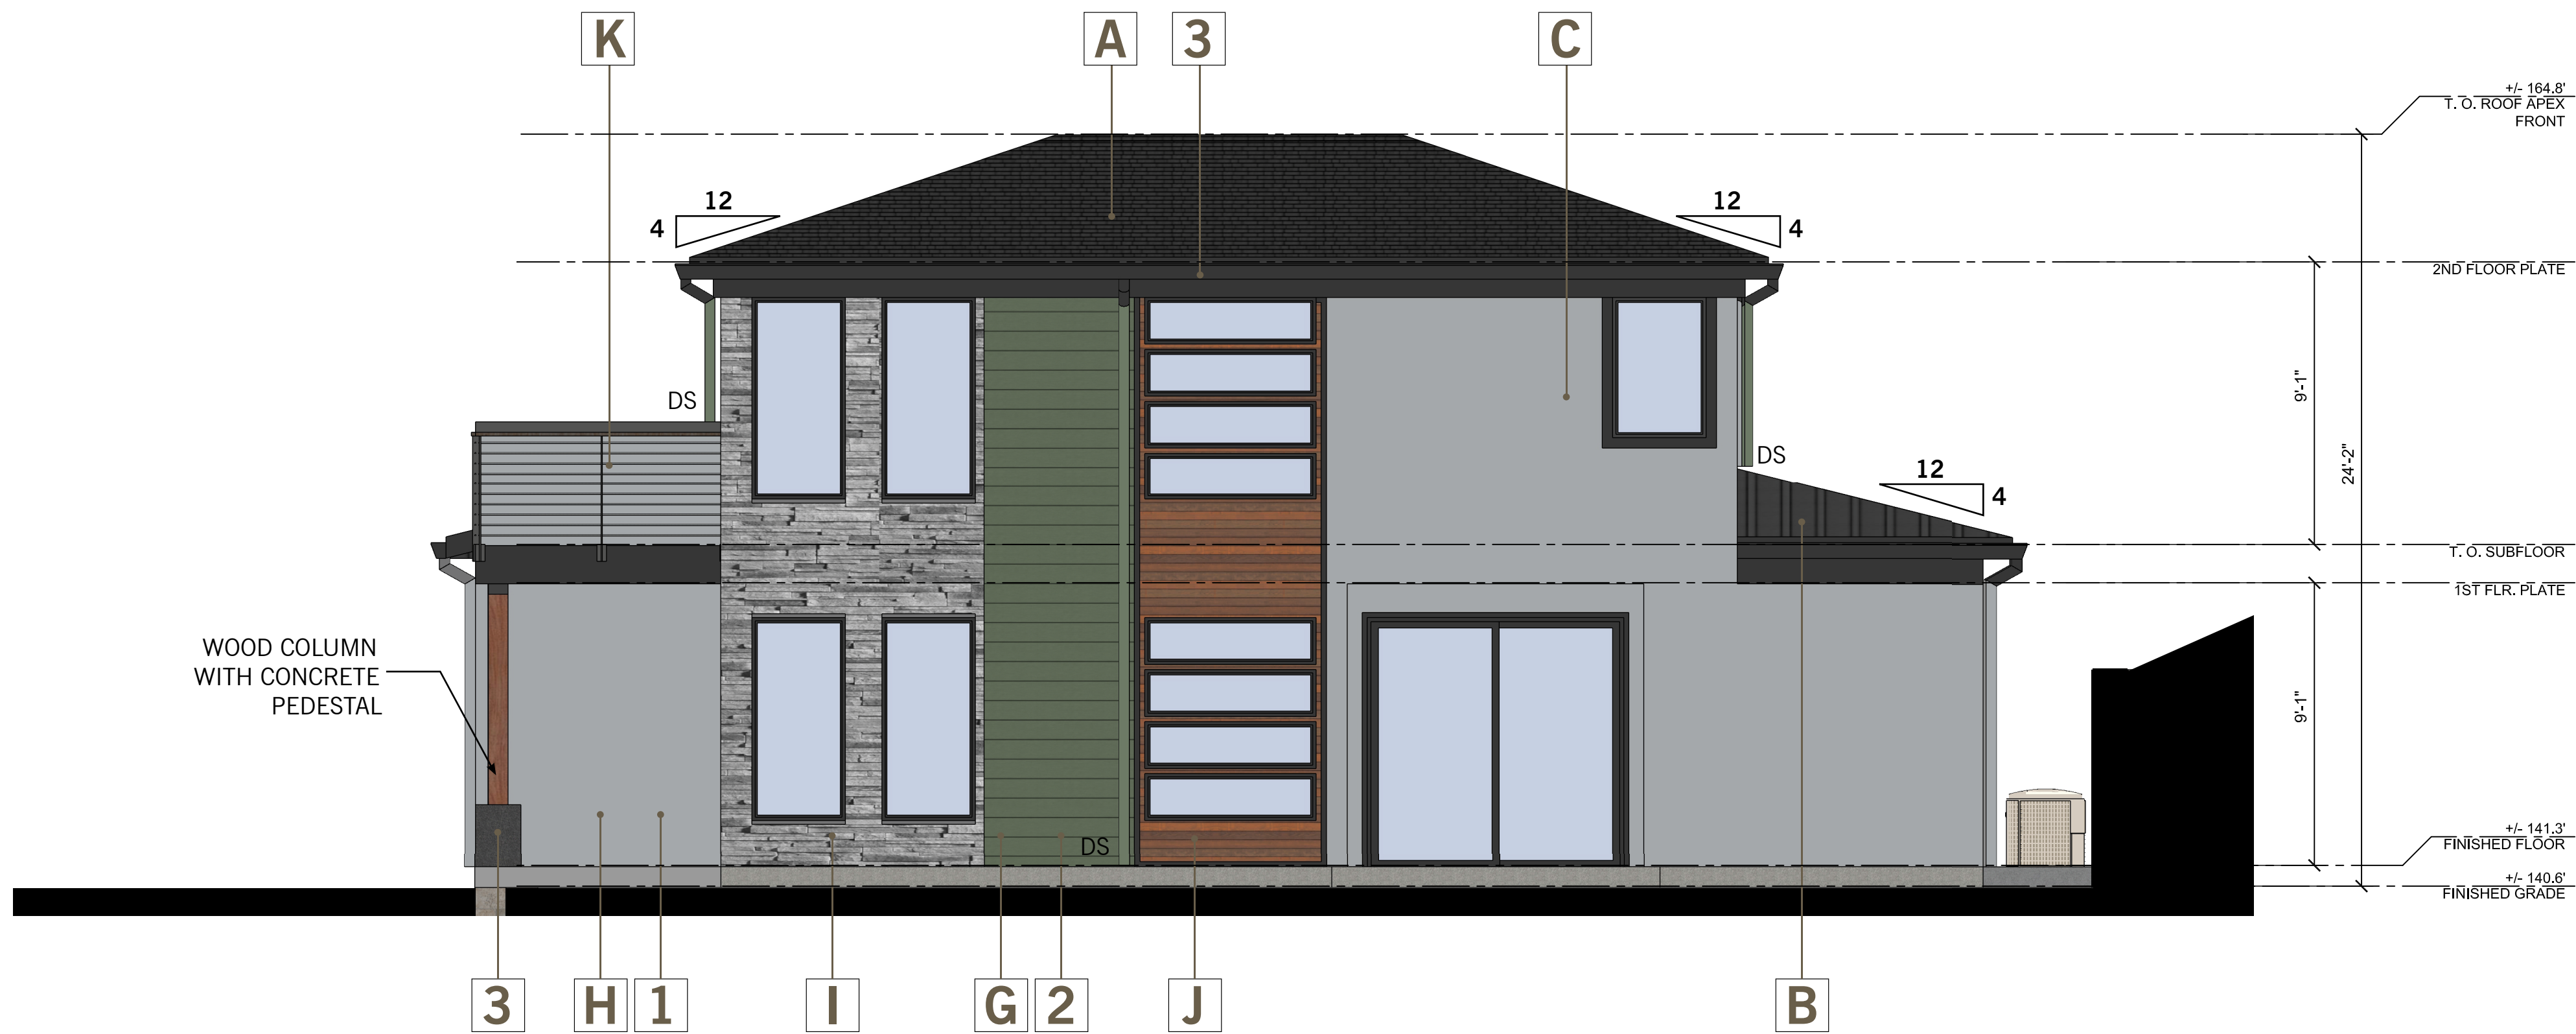 K
A
3
C
+/- 164.8'
T. O. ROOF APEX
FRONT
12
4
12
4
2ND FLOOR PLATE
9'-1"
24'-2"
DS
DS
12
4
T. O. SUBFLOOR
1ST FLR. PLATE
WOOD COLUMN
WITH CONCRETE
PEDESTAL
9'-1"
DS
+/- 141.3'
FINISHED FLOOR
+/- 140.6'
FINISHED GRADE
3
H
1
I
G
2
J
B